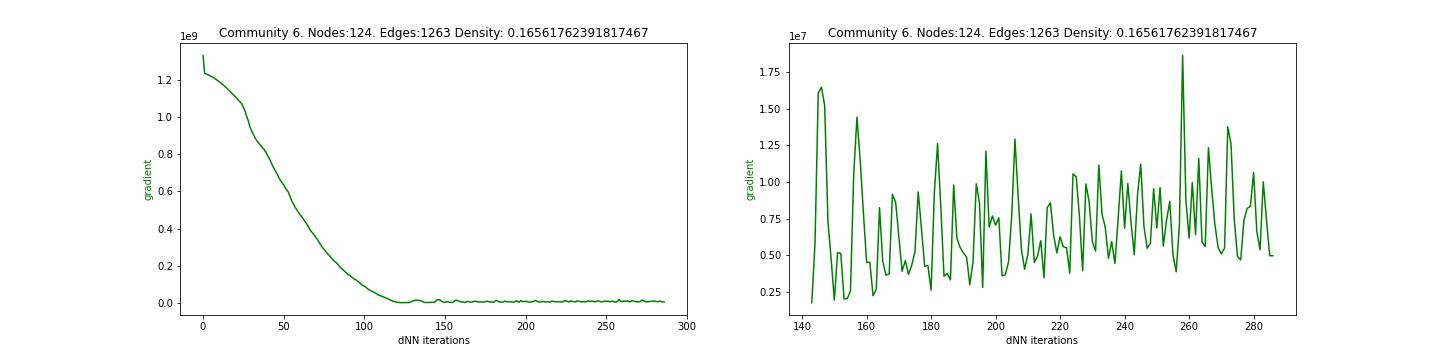 Community 6. Nodes:124. Edges:1263 Density: 0.16561762391817467
1e9
1.2
1.0
0.8
0.6
0.4
0.2
0.0
gradient
0 50 100 150 200 250 300
dNN iterations
Community 6. Nodes:124. Edges:1263 Density: 0.16561762391817467
1e7
1.75
1.50
1.25
1.00
0.75
0.50
0.25
gradient
140 160 180 200 220 240 260 280
dNN iterations